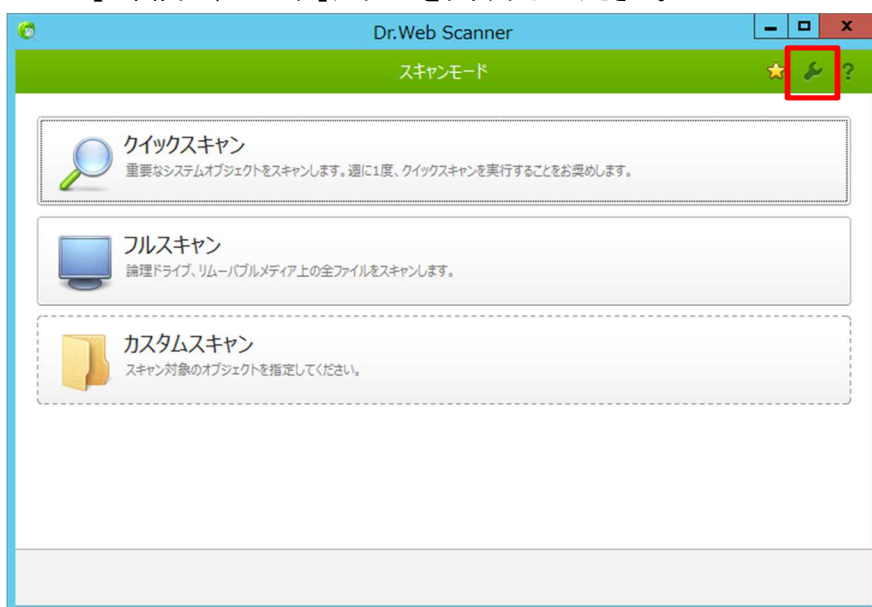 Dr.Web Scanner
スキャンモード
?
クイックスキャン
重要なシステムオブジェクトをスキャンします。週に1度、クイックスキャンを実行することをお奨めします。
フルスキャン
論理ドライブ、リムーバブルメディア上の全ファイルをスキャンします。
カスタムスキャン
スキャン対象のオブジェクトを指定してください。